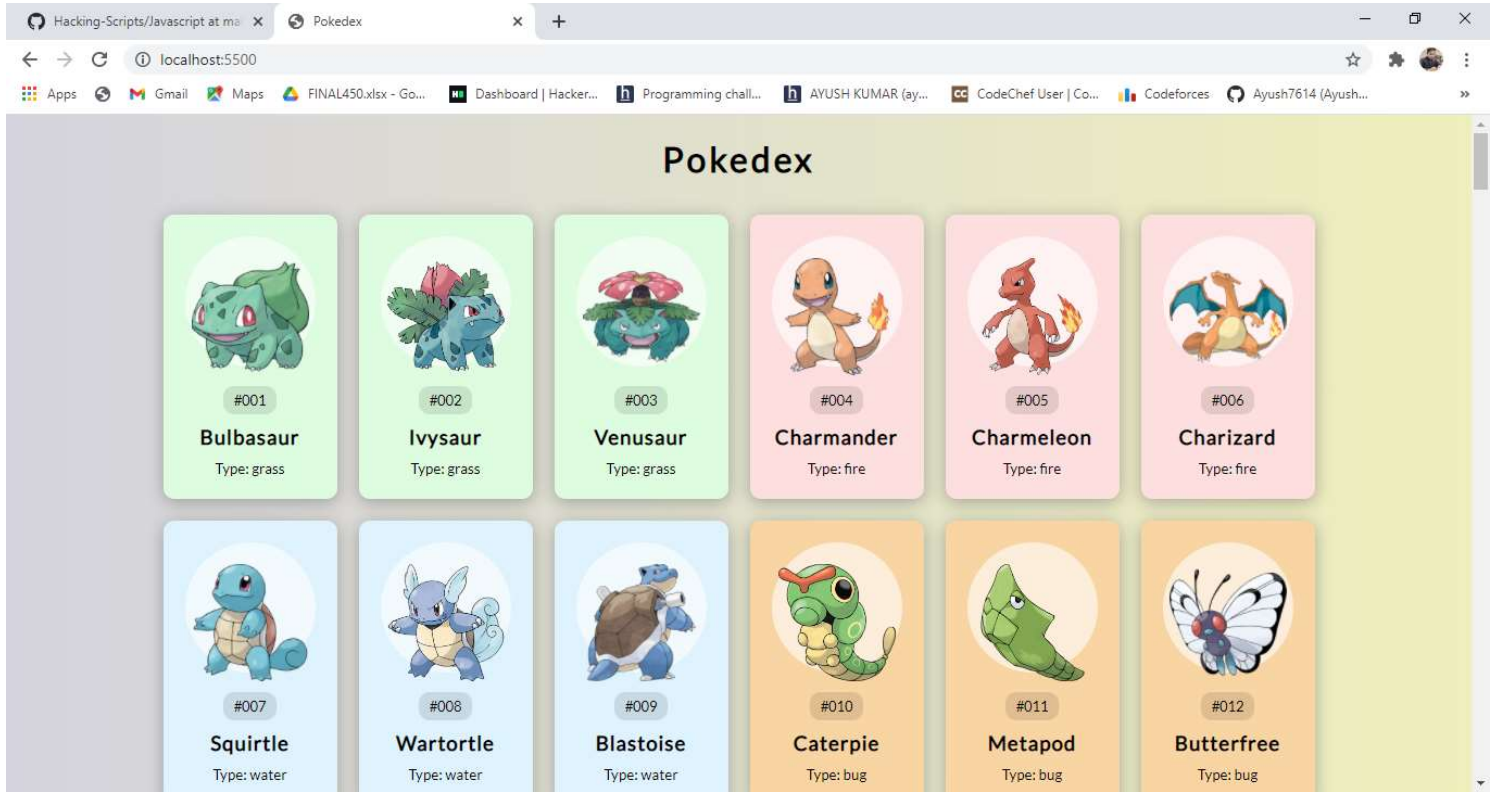 Hacking-Scripts/Javascript at ma
Pokedex
localhost:5500
Apps
Gmail
Maps
FINAL450.xlsx - Go...
Dashboard | Hacker...
Programming chall...
AYUSH KUMAR (ay...
CodeChef User | Co...
Codeforces
Ayush7614 (Ayush...
Pokedex
#001
#002
#003
#004
#005
#006
Bulbasaur
Ivysaur
Venusaur
Charmander
Charmeleon
Charizard
Type: grass
Type: grass
Type: grass
Type: fire
Type: fire
Type: fire
#007
#008
#009
#010
#011
#012
Squirtle
Wartortle
Blastoise
Caterpie
Metapod
Butterfree
Type: water
Type: water
Type: water
Type: bug
Type: bug
Type: bug